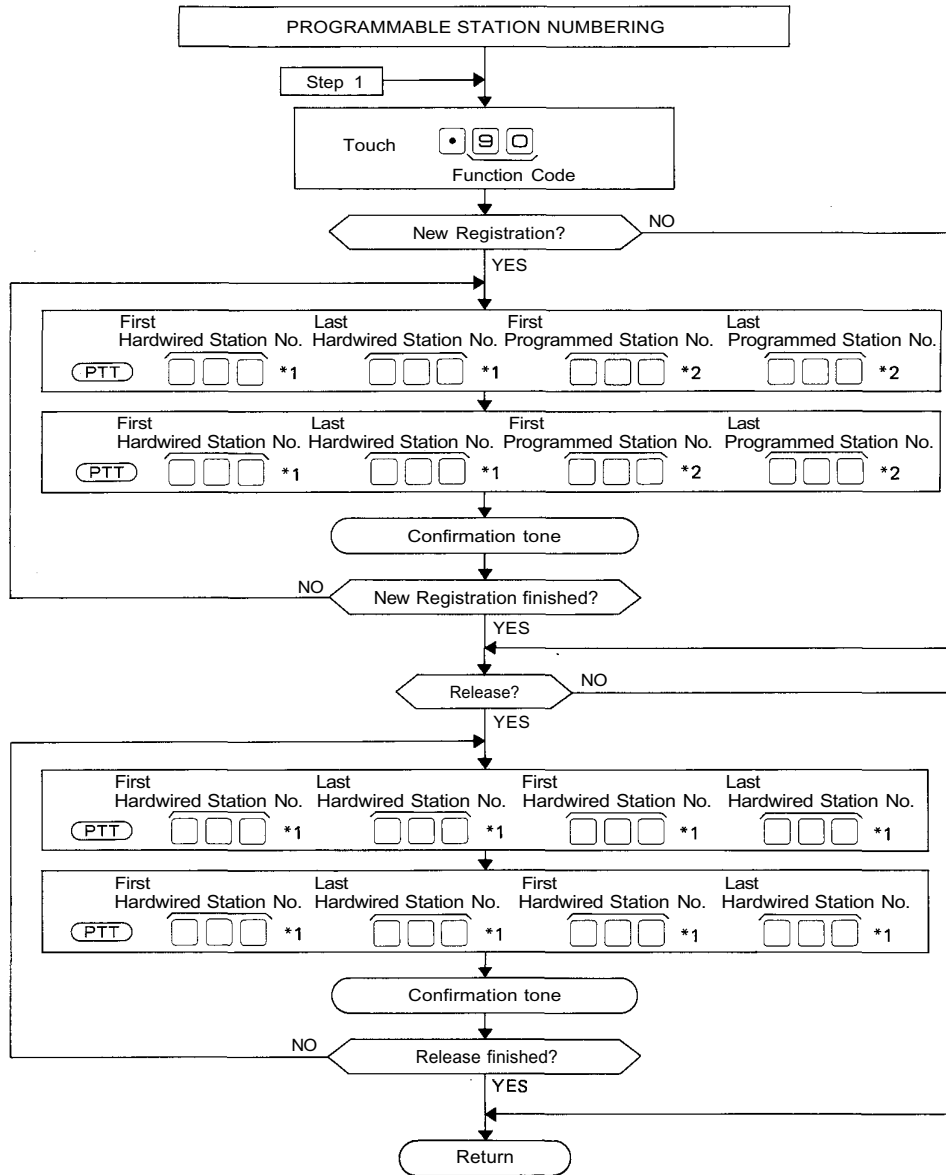 PROGRAMMABLE STATION NUMBERING
Step 1
Touch • 9 0
Function Code
New Registration?
NO
YES
First Last First Last
Hardwired Station No. Hardwired Station No. Programmed Station No. Programmed Station No.
PTT *1 *1 *2 *2
First Last First Last
Hardwired Station No. Hardwired Station No. Programmed Station No. Programmed Station No.
PTT *1 *1 *2 *2
Confirmation tone
NO
New Registration finished?
YES
Release?
NO
YES
First Last First Last
Hardwired Station No. Hardwired Station No. Hardwired Station No. Hardwired Station No.
PTT *1 *1 *1 *1
First Last First Last
Hardwired Station No. Hardwired Station No. Hardwired Station No. Hardwired Station No.
PTT *1 *1 *1 *1
Confirmation tone
NO
Release finished?
YES
Return